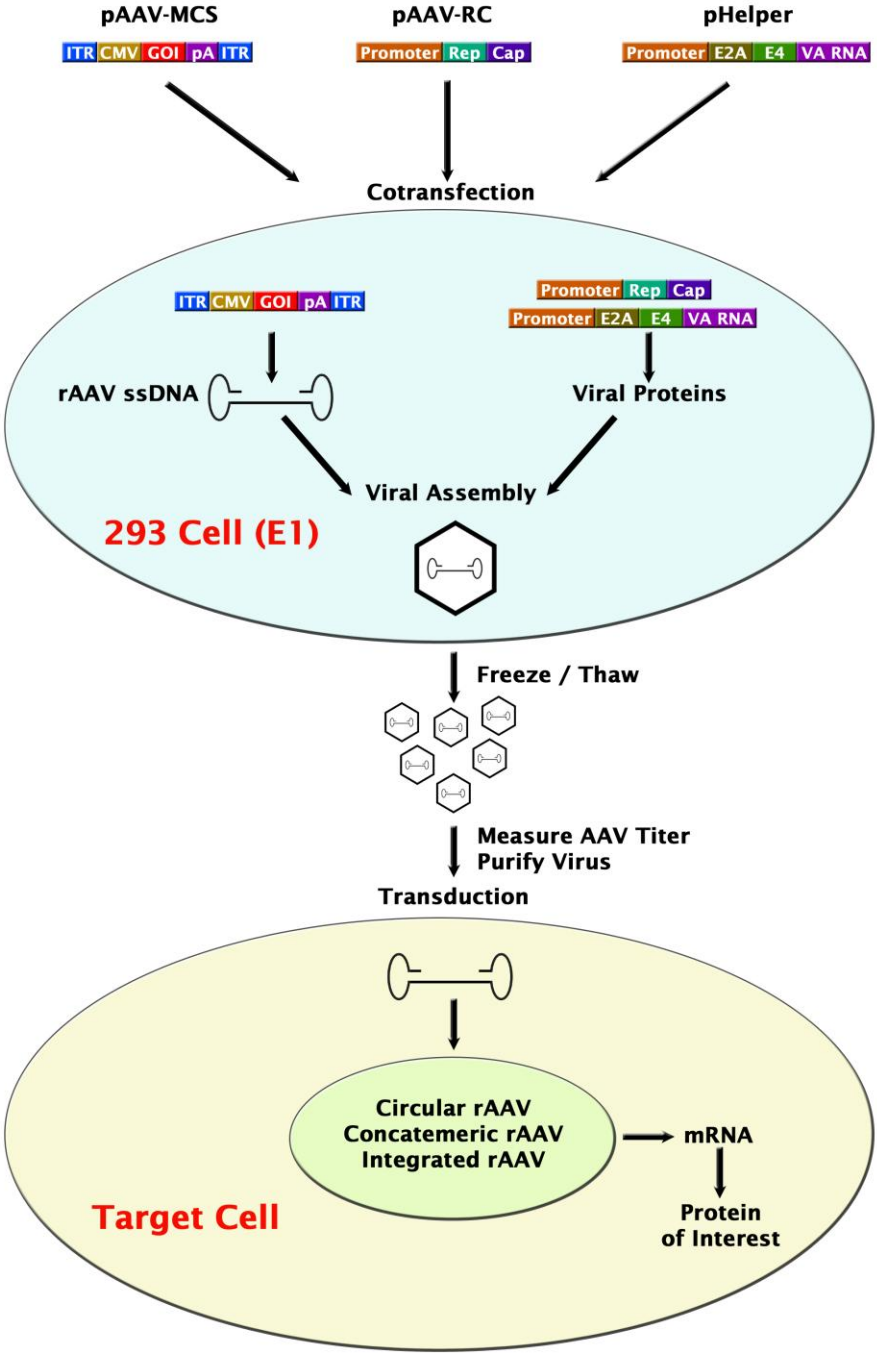 pAAV-MCS pAAV-RC pHelper
ITR CMV GOI pA ITR Promoter Rep Cap Promoter E2A E4 VA RNA
Cotransfection
Promoter Rep Cap
ITR CMV GOI pA ITR
Promoter E2A E4 VA RNA
rAAV ssDNA
Viral Proteins
Viral Assembly
293 Cell (E1)
Freeze / Thaw
Measure AAV Titer
Purify Virus
Transduction
Circular rAAV
Concatemeric rAAV
Integrated rAAV
mRNA
Target Cell
Protein
of Interest